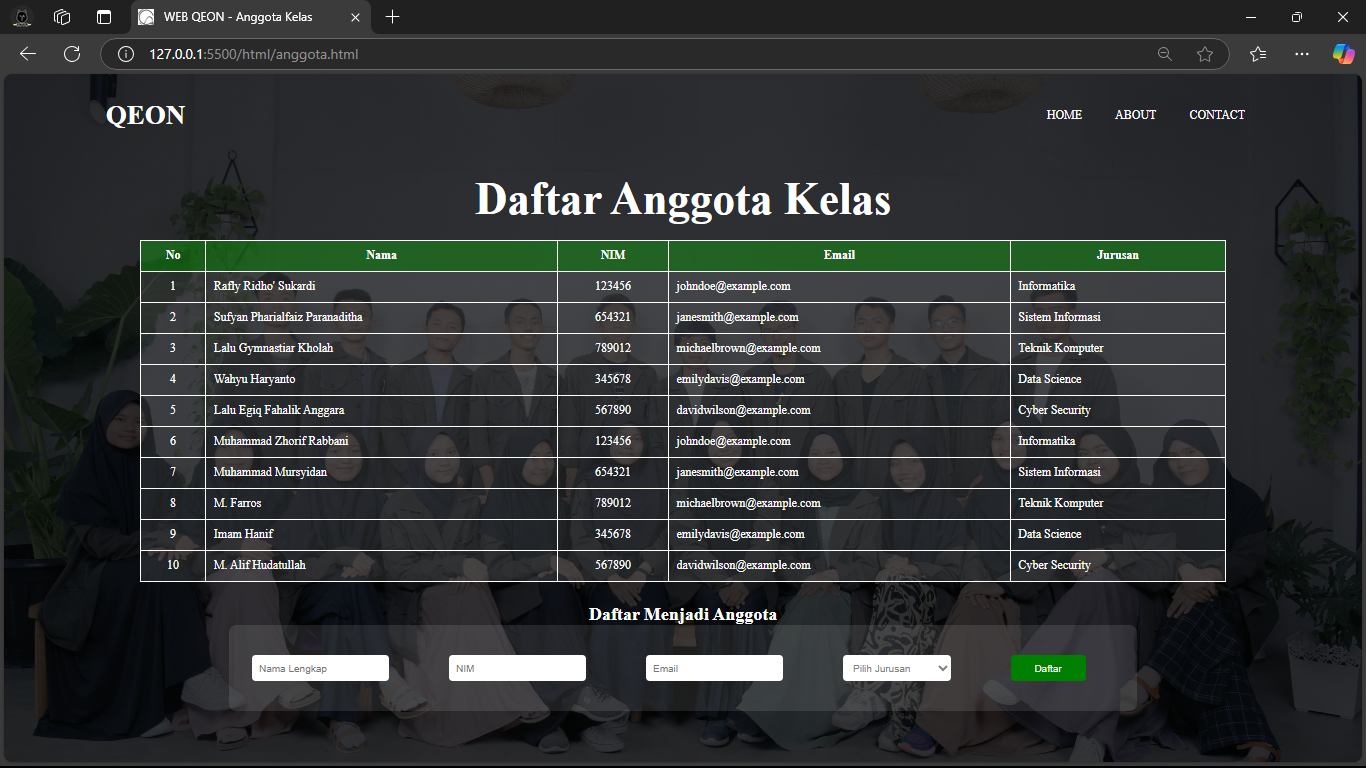 WEB QEON - Anggota Kelas
127.0.0.1:5500/html/anggota.html
QEON HOME ABOUT CONTACT
Daftar Anggota Kelas
No Nama NIM Email Jurusan
1 Rafly Ridho' Sukardi 123456 johndoe@example.com Informatika
2 Sufyan Pharialfaiz Paranaditha 654321 janesmith@example.com Sistem Informasi
3 Lalu Gymnastiar Kholah 789012 michaelbrown@example.com Teknik Komputer
4 Wahyu Haryanto 345678 emilydavis@example.com Data Science
5 Lalu Egiq Fahalik Anggara 567890 davidwilson@example.com Cyber Security
6 Muhammad Zhorif Rabbani 123456 johndoe@example.com Informatika
7 Muhammad Mursyidan 654321 janesmith@example.com Sistem Informasi
8 M. Farros 789012 michaelbrown@example.com Teknik Komputer
9 Imam Hanif 345678 emilydavis@example.com Data Science
10 M. Alif Hudatullah 567890 davidwilson@example.com Cyber Security
Daftar Menjadi Anggota
Nama Lengkap NIM Email Pilih Jurusan Daftar